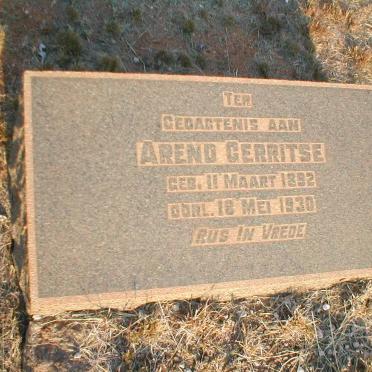 TER
GEDAGTENIS AAN
AREND GERRITSE
GEB. 11 MAART 1892
OORL. 18 MEI 1930
RUS IN VREDE